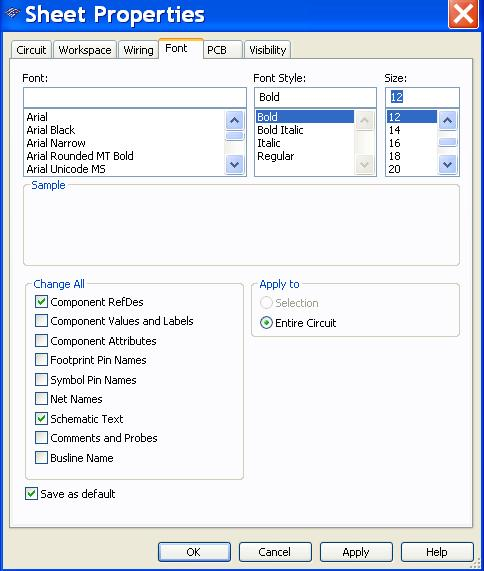 Sheet Properties
Circuit Workspace Wiring Font PCB Visibility
Font: Font Style: Size:
Bold 12
Arial Bold 12
Arial Black Bold Italic 14
Arial Narrow Italic 16
Arial Rounded MT Bold Regular 18
Arial Unicode MS 20
Sample
Change All Apply to
Component RefDes Selection
Component Values and Labels Entire Circuit
Component Attributes
Footprint Pin Names
Symbol Pin Names
Net Names
Schematic Text
Comments and Probes
Busline Name
Save as default
OK Cancel Apply Help